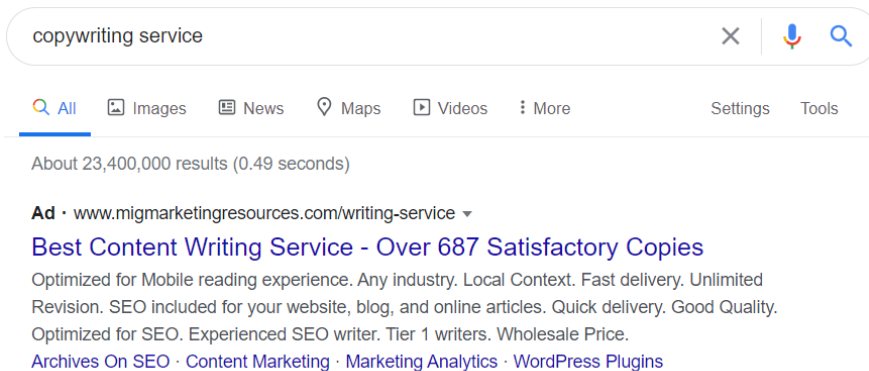 copywriting service
All Images News Maps Videos More Settings Tools
About 23,400,000 results (0.49 seconds)
Ad · www.migmarketingresources.com/writing-service
Best Content Writing Service - Over 687 Satisfactory Copies
Optimized for Mobile reading experience. Any industry. Local Context. Fast delivery. Unlimited
Revision. SEO included for your website, blog, and online articles. Quick delivery. Good Quality.
Optimized for SEO. Experienced SEO writer. Tier 1 writers. Wholesale Price.
Archives On SEO · Content Marketing · Marketing Analytics · WordPress Plugins